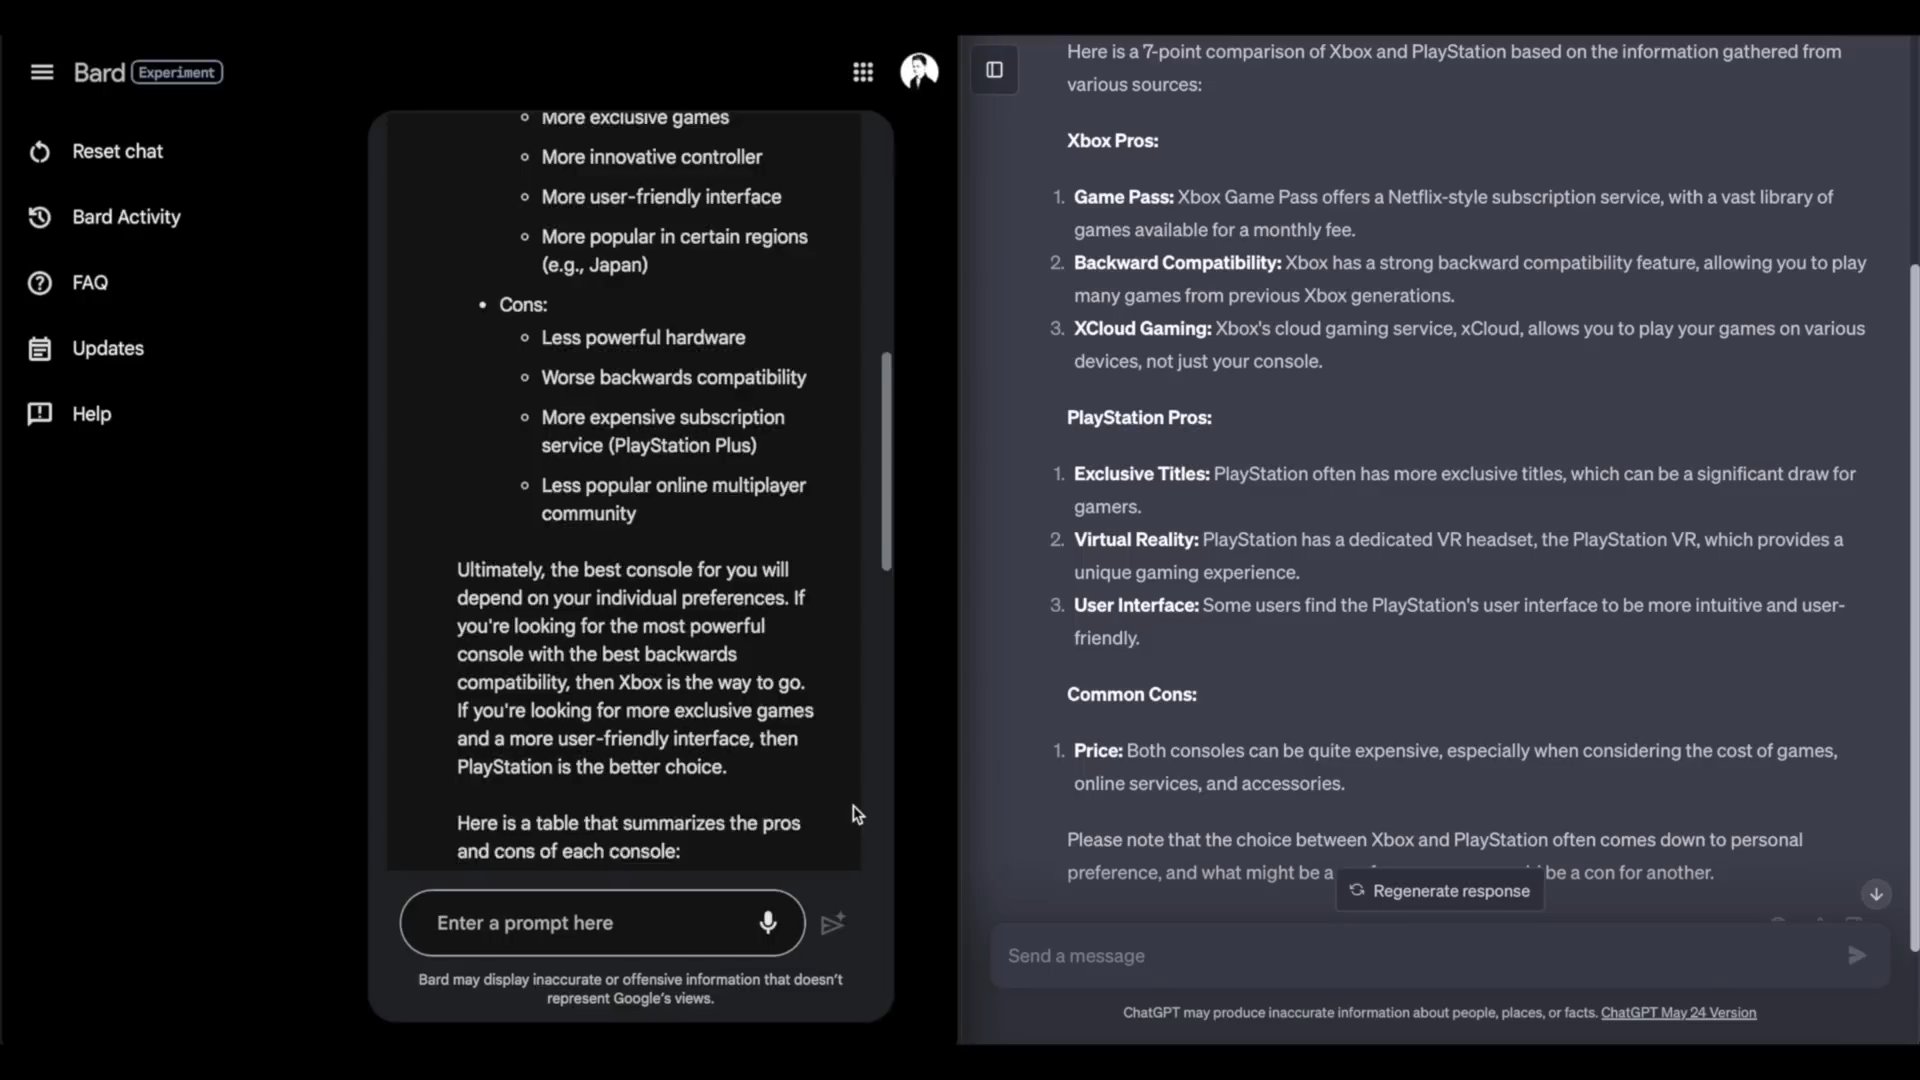 Bard Experiment
Reset chat
Bard Activity
FAQ
Updates
Help
More exclusive games
More innovative controller
More user-friendly interface
More popular in certain regions
(e.g., Japan)
Cons:
Less powerful hardware
Worse backwards compatibility
More expensive subscription
service (PlayStation Plus)
Less popular online multiplayer
community
Ultimately, the best console for you will
depend on your individual preferences. If
you're looking for the most powerful
console with the best backwards
compatibility, then Xbox is the way to go.
If you're looking for more exclusive games
and a more user-friendly interface, then
PlayStation is the better choice.
Here is a table that summarizes the pros
and cons of each console:
Enter a prompt here
Bard may display inaccurate or offensive information that doesn't
represent Google's views.
Here is a 7-point comparison of Xbox and PlayStation based on the information gathered from
various sources:
Xbox Pros:
1. Game Pass: Xbox Game Pass offers a Netflix-style subscription service, with a vast library of
games available for a monthly fee.
2. Backward Compatibility: Xbox has a strong backward compatibility feature, allowing you to play
many games from previous Xbox generations.
3. XCloud Gaming: Xbox's cloud gaming service, xCloud, allows you to play your games on various
devices, not just your console.
PlayStation Pros:
1. Exclusive Titles: PlayStation often has more exclusive titles, which can be a significant draw for
gamers.
2. Virtual Reality: PlayStation has a dedicated VR headset, the PlayStation VR, which provides a
unique gaming experience.
3. User Interface: Some users find the PlayStation's user interface to be more intuitive and user-
friendly.
Common Cons:
1. Price: Both consoles can be quite expensive, especially when considering the cost of games,
online services, and accessories.
Please note that the choice between Xbox and PlayStation often comes down to personal
preference, and what might be a be a con for another.
Regenerate response
Send a message
ChatGPT may produce inaccurate information about people, places, or facts. ChatGPT May 24 Version